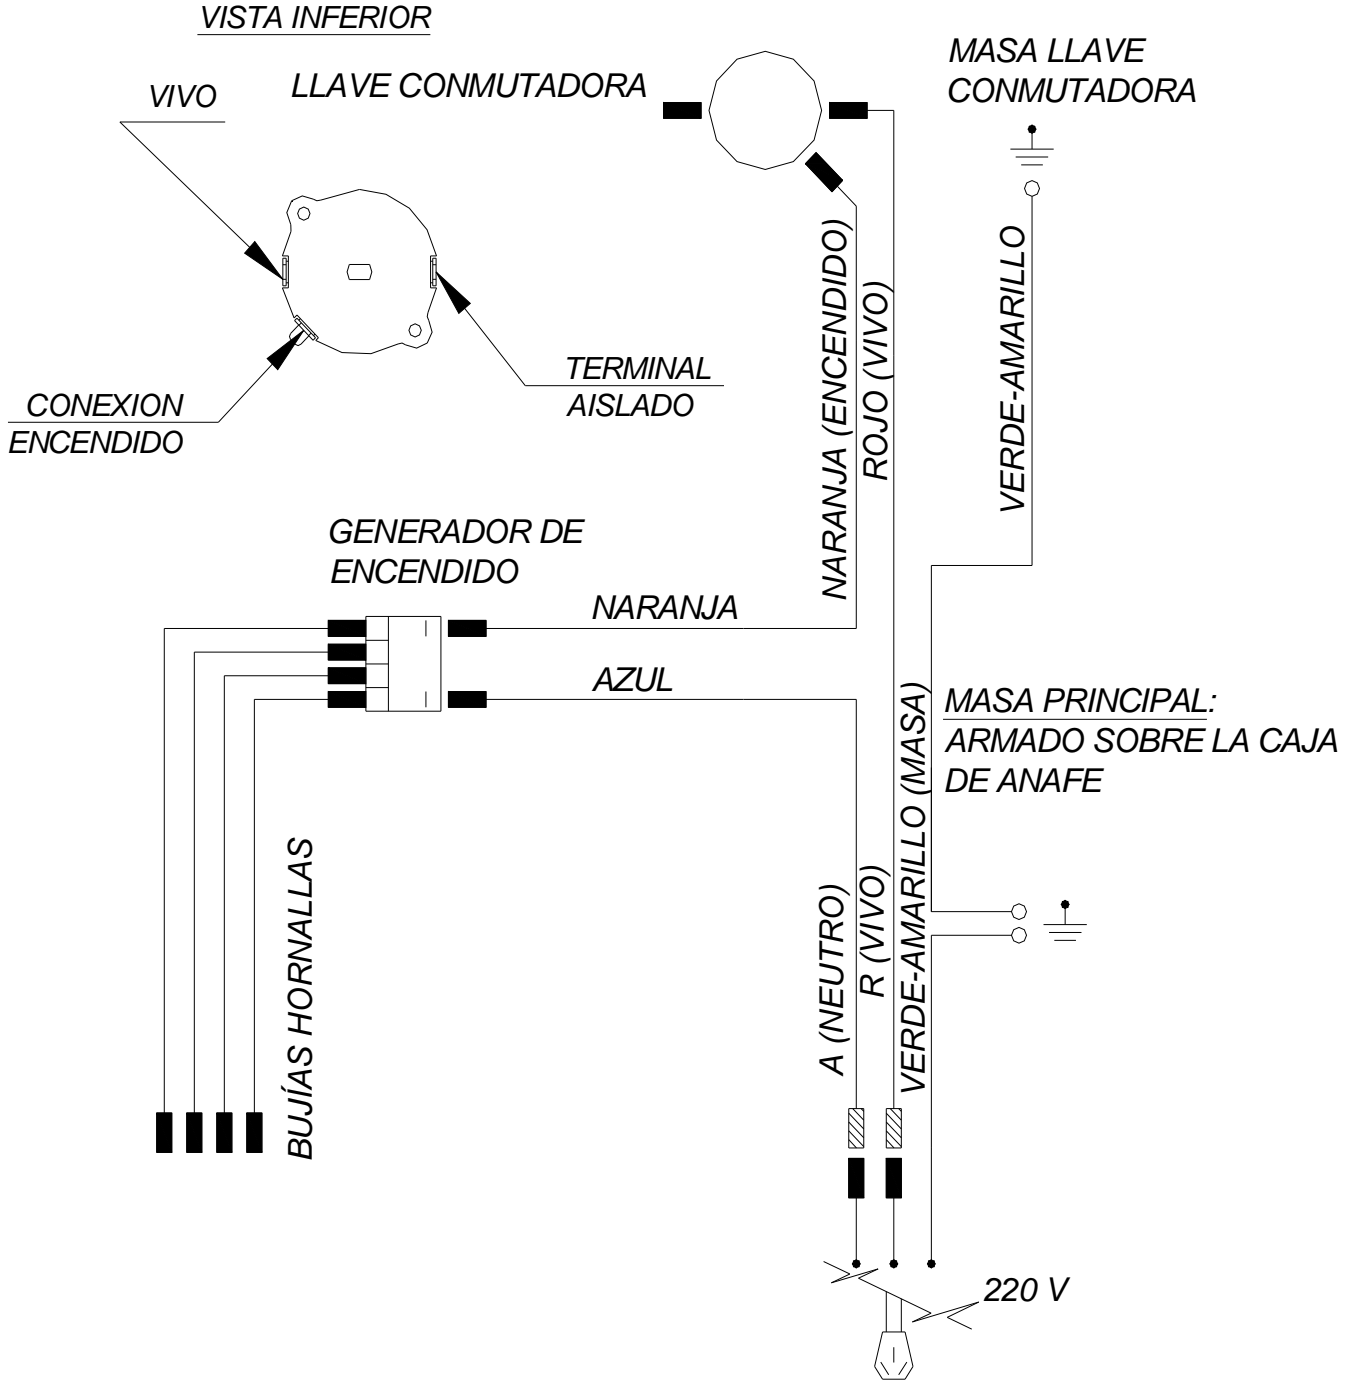 VISTA INFERIOR
LLAVE CONMUTADORA
MASA LLAVE
CONMUTADORA
VIVO
TERMINAL
AISLADO
CONEXION
ENCENDIDO
NARANJA (ENCENDIDO)
ROJO (VIVO)
VERDE-AMARILLO
GENERADOR DE
ENCENDIDO
NARANJA
AZUL
MASA PRINCIPAL:
ARMADO SOBRE LA CAJA
DE ANAFE
BUJÍAS HORNALLAS
A (NEUTRO)
R (VIVO)
VERDE-AMARILLO (MASA)
220 V